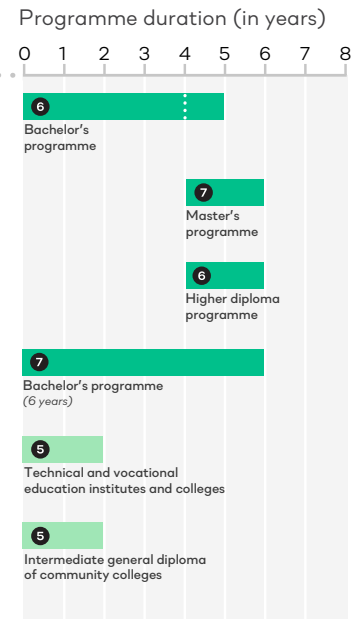 Programme duration (in years)
0 1 2 3 4 5 6 7 8
6
Bachelor's
programme
7
Master's
programme
6
Higher diploma
programme
7
Bachelor's programme
(6 years)
5
Technical and vocational
education institutes and colleges
5
Intermediate general diploma
of community colleges